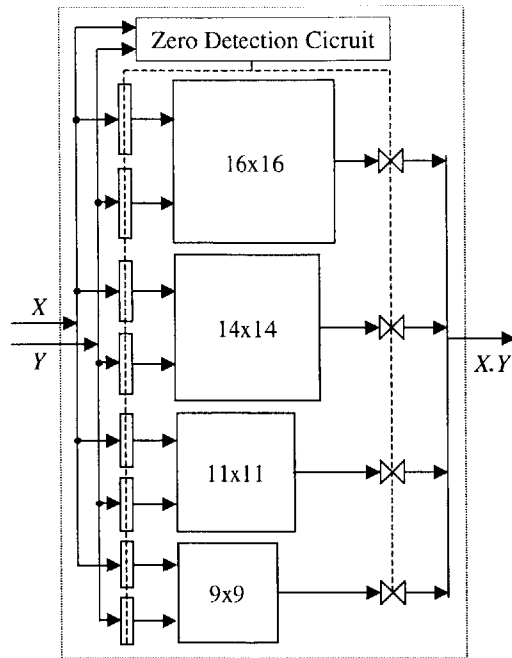 Zero Detection Cicruit
16x16
14x14
X
Y
X.Y
11x11
9x9